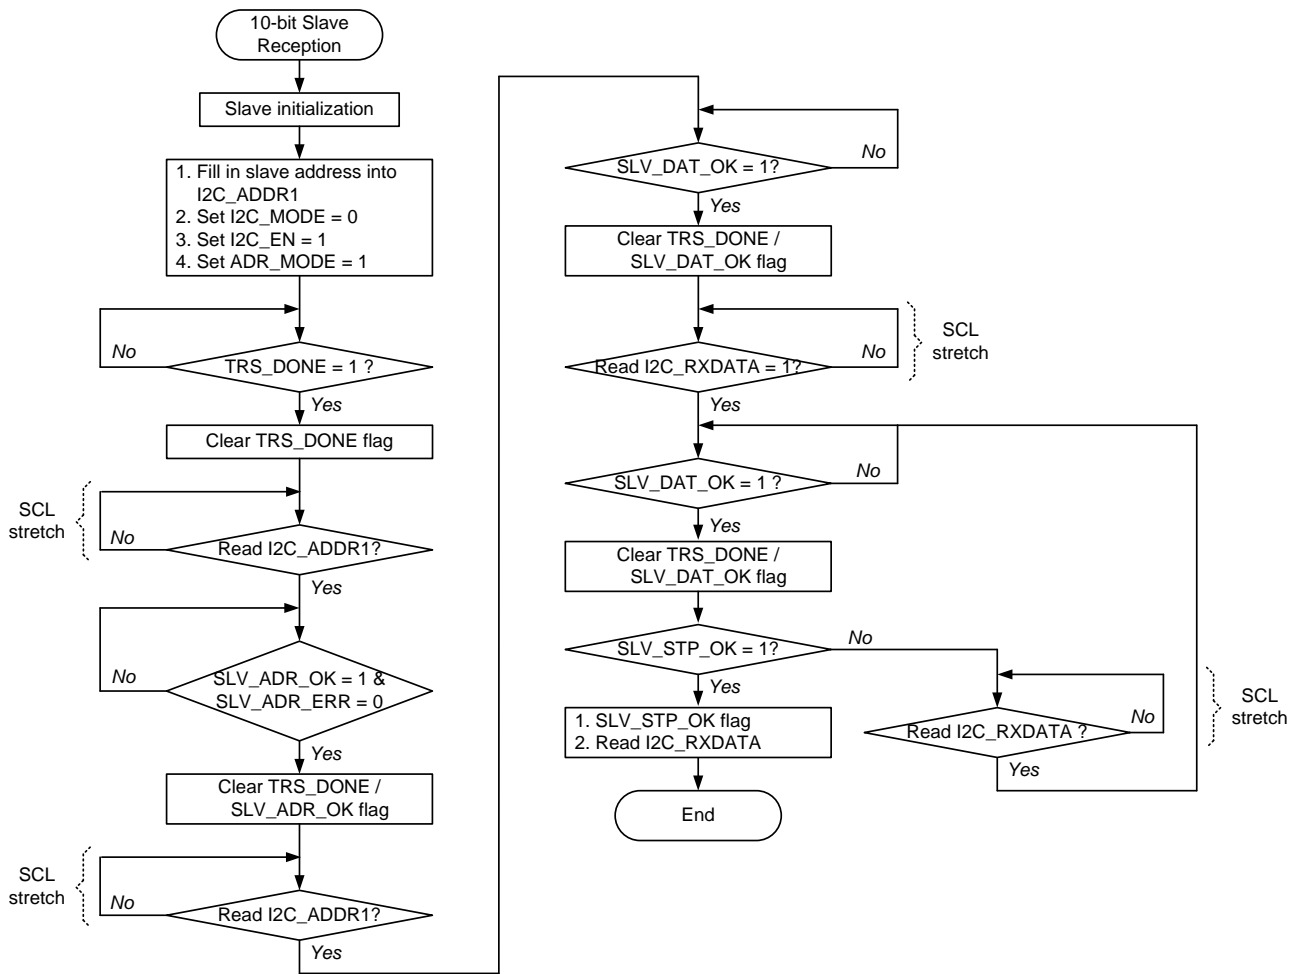 10-bit Slave
Reception
Slave initialization
1. Fill in slave address into
I2C_ADDR1
2. Set I2C_MODE = 0
3. Set I2C_EN = 1
4. Set ADR_MODE = 1
No
TRS_DONE = 1 ?
Yes
Clear TRS_DONE flag
SCL
stretch
No
Read I2C_ADDR1?
Yes
No
SLV_ADR_OK = 1 &
SLV_ADR_ERR = 0
Yes
Clear TRS_DONE /
SLV_ADR_OK flag
SCL
stretch
No
Read I2C_ADDR1?
Yes
SLV_DAT_OK = 1?
No
Yes
Clear TRS_DONE /
SLV_DAT_OK flag
SCL
stretch
Read I2C_RXDATA = 1?
No
Yes
SLV_DAT_OK = 1 ?
No
Yes
Clear TRS_DONE /
SLV_DAT_OK flag
SLV_STP_OK = 1?
No
Yes
1. SLV_STP_OK flag
2. Read I2C_RXDATA
Read I2C_RXDATA ?
No
Yes
SCL
stretch
End